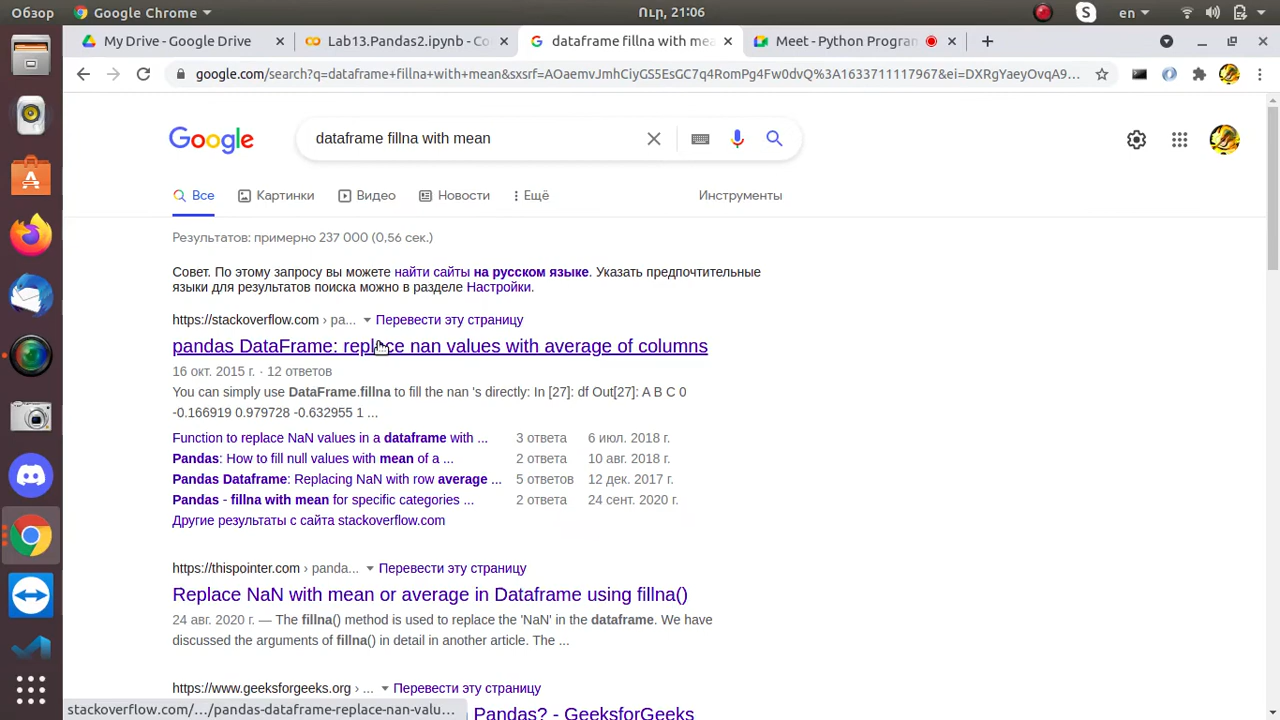 Обзор
Google Chrome
Ուր, 21:06
en
My Drive - Google Drive
Lab13.Pandas2.ipynb - Co
dataframe fillna with mea
Meet - Python Program
google.com/search?q=dataframe+fillna+with+mean&sxsrf=AOaemvJmhCiyGS5EsGC7q4RomPg4Fw0dvQ%3A1633711117967&ei=DXRgYaeyOvqA9...
Google
dataframe fillna with mean
Все
Картинки
Видео
Новости
Ещё
Инструменты
Результатов: примерно 237 000 (0,56 сек.)
Совет. По этому запросу вы можете найти сайты на русском языке. Указать предпочтительные
языки для результатов поиска можно в разделе Настройки.
https://stackoverflow.com › pa... Перевести эту страницу
pandas DataFrame: replace nan values with average of columns
16 окт. 2015 г. · 12 ответов
You can simply use DataFrame.fillna to fill the nan 's directly: In [27]: df Out[27]: A B C 0
-0.166919 0.979728 -0.632955 1 ...
Function to replace NaN values in a dataframe with ... 3 ответа 6 июл. 2018 г.
Pandas: How to fill null values with mean of a ... 2 ответа 10 авг. 2018 г.
Pandas Dataframe: Replacing NaN with row average ... 5 ответов 12 дек. 2017 г.
Pandas - fillna with mean for specific categories ... 2 ответа 24 сент. 2020 г.
Другие результаты с сайта stackoverflow.com
https://thispointer.com › panda... Перевести эту страницу
Replace NaN with mean or average in Dataframe using fillna()
24 авг. 2020 г. — The fillna() method is used to replace the 'NaN' in the dataframe. We have
discussed the arguments of fillna() in detail in another article. The ...
https://www.geeksforgeeks.org › ... Перевести эту страницу
Pandas? - GeeksforGeeks
stackoverflow.com/.../pandas-dataframe-replace-nan-valu...